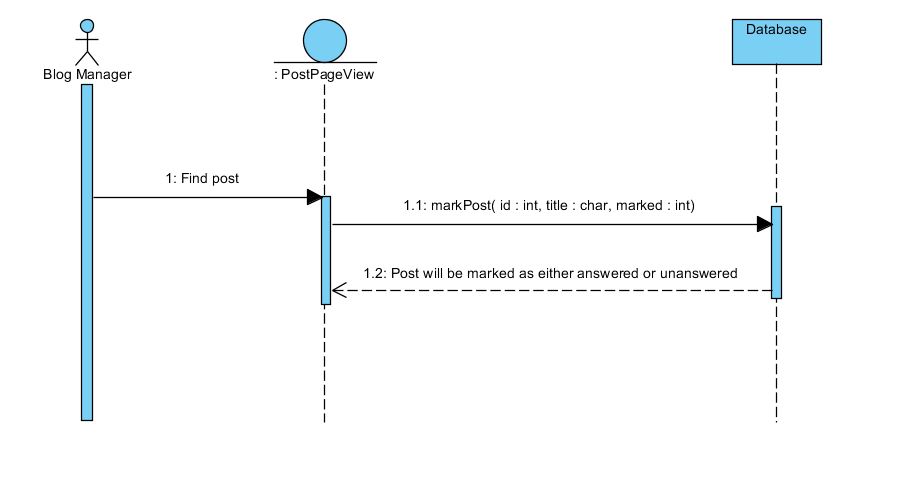 Blog Manager
: PostPageView
Database
1: Find post
1.1: markPost( id : int, title : char, marked : int)
1.2: Post will be marked as either answered or unanswered